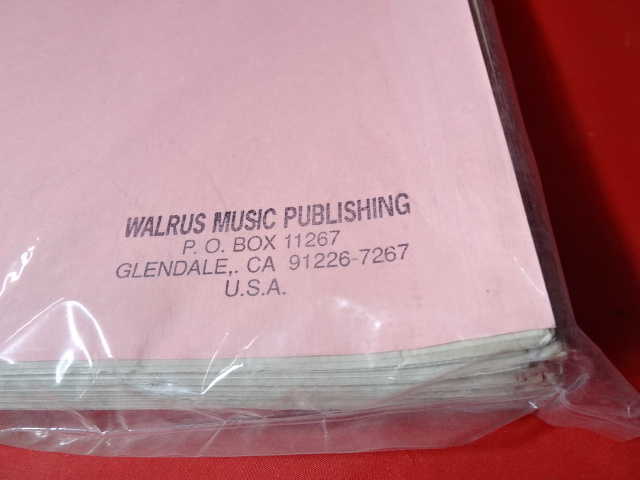 WALRUS MUSIC PUBLISHING
P. O. BOX 11267
GLENDALE,. CA 91226-7267
U.S.A.